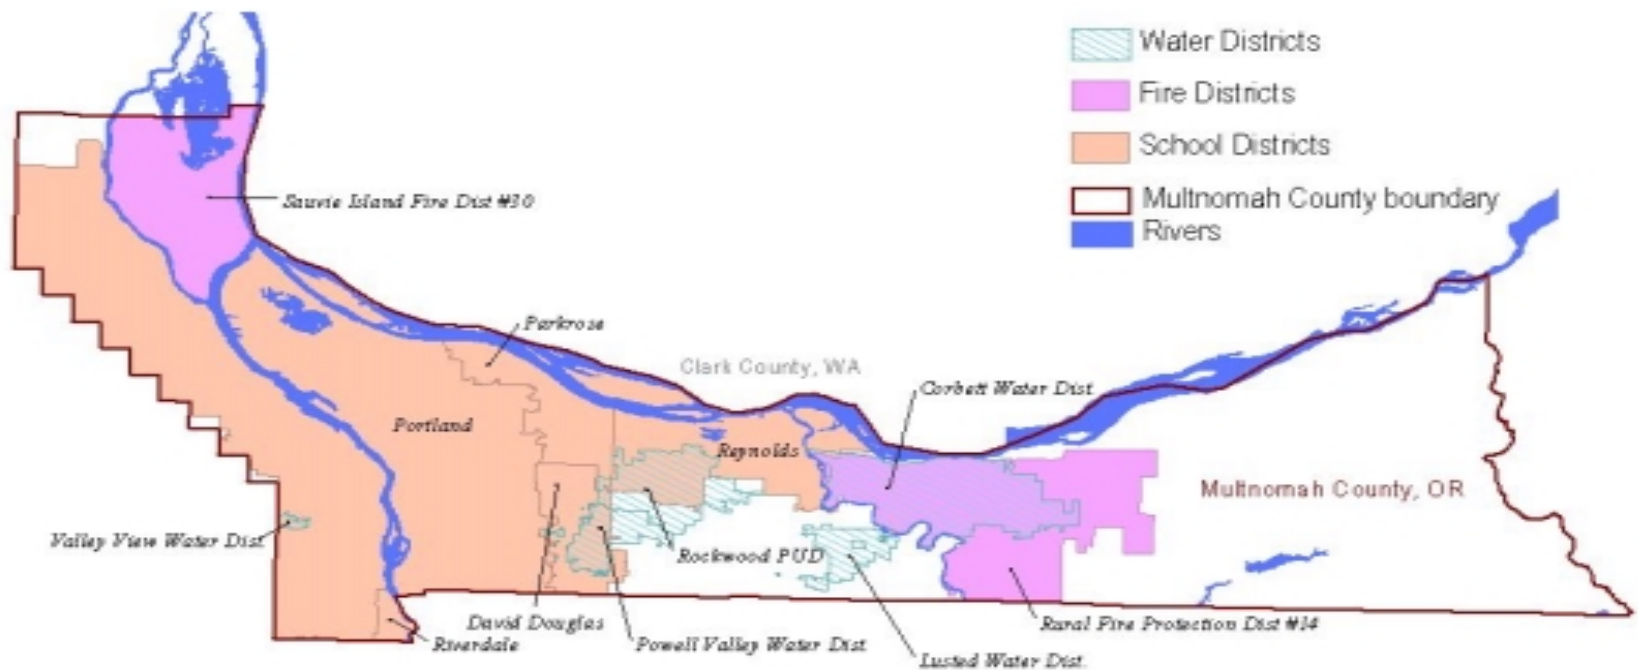 Water Districts
Fire Districts
School Districts
Multnomah County boundary
Rivers
Sauvie Island Fire Dist #30
Parkrose
Clark County, WA
Corbett Water Dist.
Portland
Reynolds
Multnomah County, OR
Valley View Water Dist.
Rockwood PUD
David Douglas
Riverdale
Powell Valley Water Dist.
Rural Fire Protection Dist #14
Lusted Water Dist.